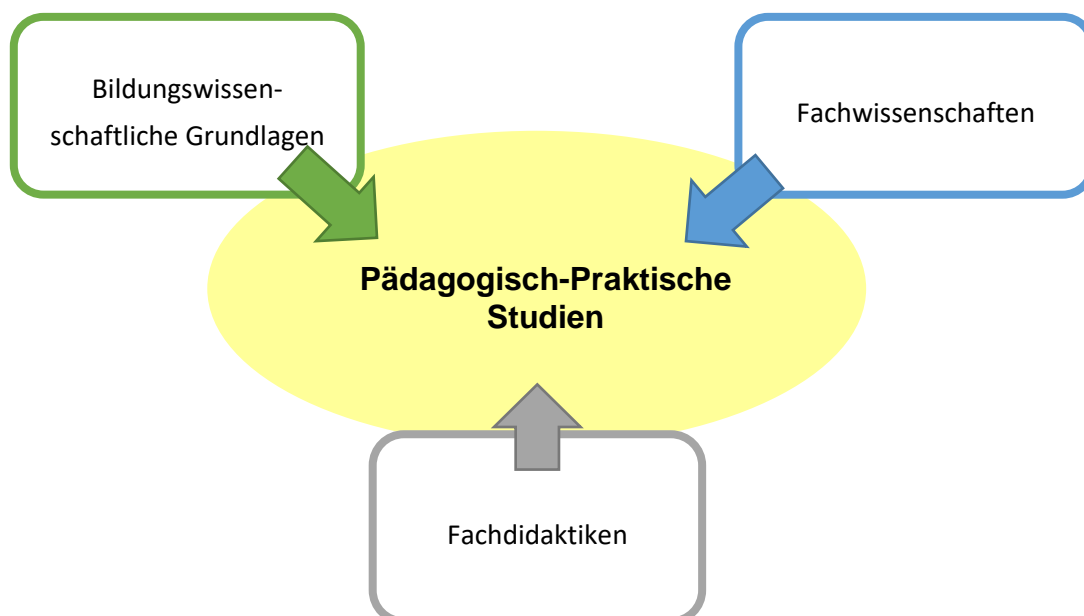 Bildungswissen-
schaftliche Grundlagen
Fachwissenschaften
Pädagogisch-Praktische
Studien
Fachdidaktiken